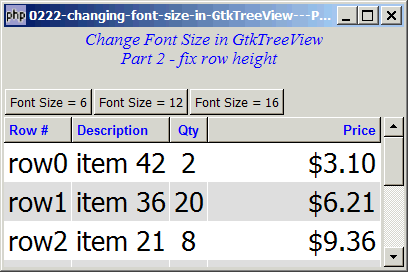 php 0222-changing-font-size-in-GtkTreeView---P...
Change Font Size in GtkTreeView
Part 2 - fix row height
Font Size = 6 Font Size = 12 Font Size = 16
Row # Description Qty Price
row0 item 42 2 $3.10
row1 item 36 20 $6.21
row2 item 21 8 $9.36